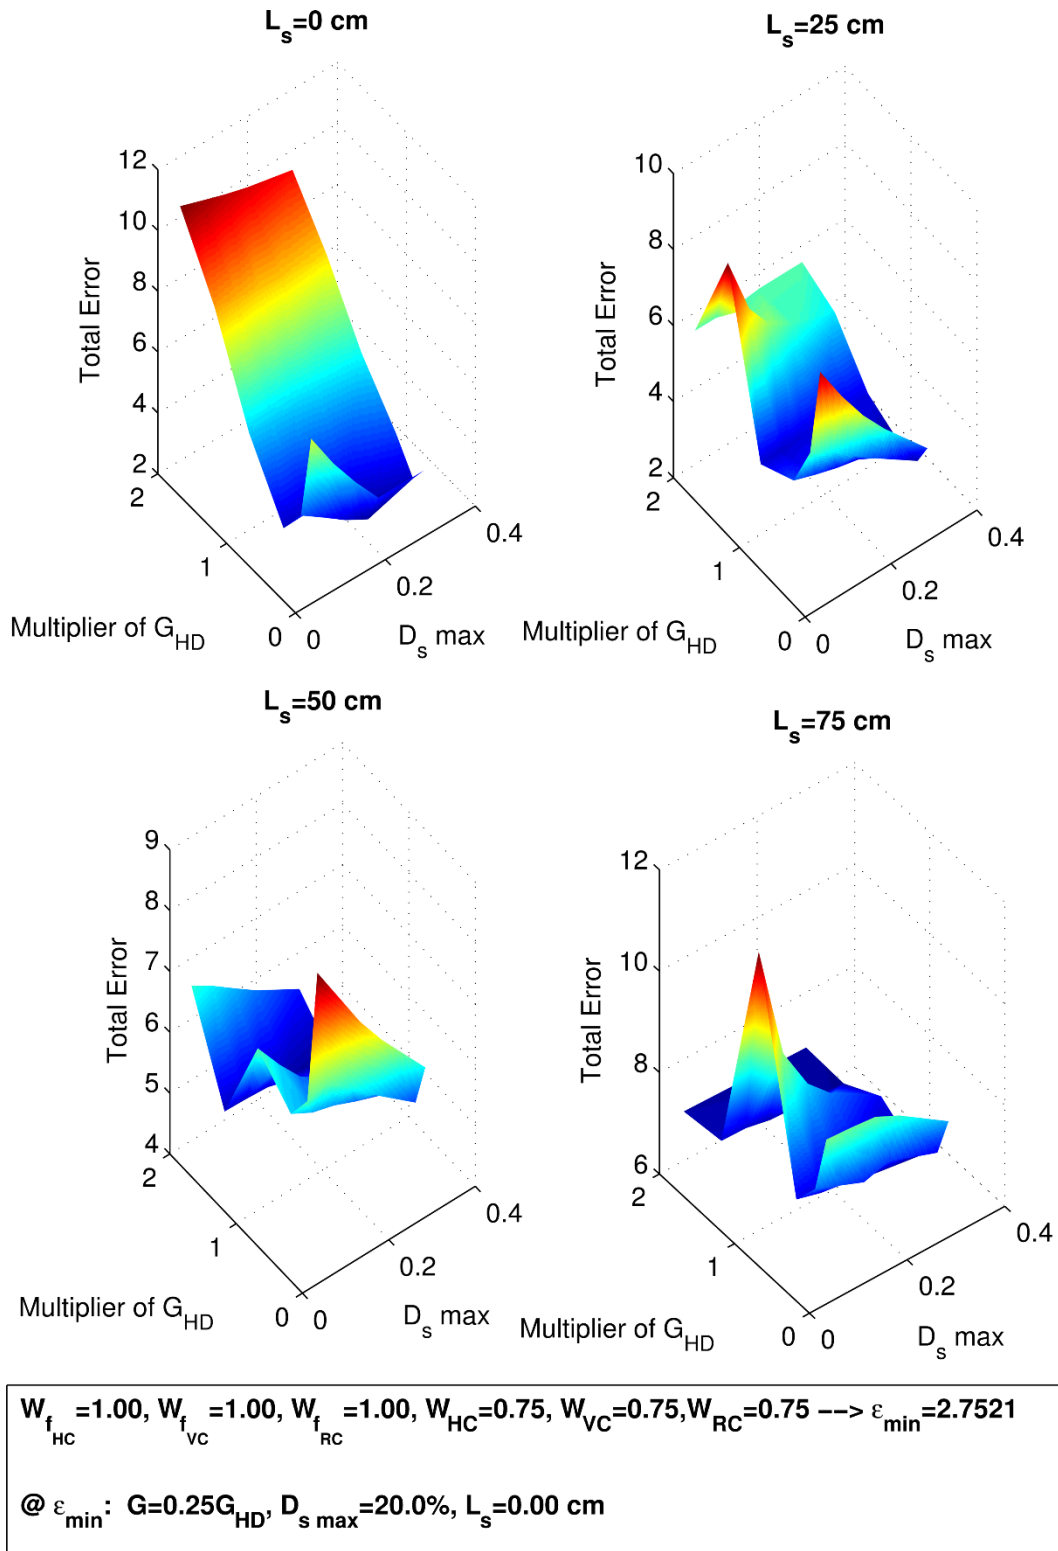 L_s=0 cm
12
10
8
6
4
2
Total Error
2
1
0
Multiplier of G_HD
0
0.2
0.4
D_s max
L_s=25 cm
10
8
6
4
2
Total Error
2
1
0
Multiplier of G_HD
0
0.2
0.4
D_s max
L_s=50 cm
9
8
7
6
5
4
Total Error
2
1
0
Multiplier of G_HD
0
0.2
0.4
D_s max
L_s=75 cm
12
10
8
6
Total Error
2
1
0
Multiplier of G_HD
0
0.2
0.4
D_s max
W_f_HC=1.00, W_f_VC=1.00, W_f_RC=1.00, W_HC=0.75, W_VC=0.75,W_RC=0.75 −−> ε_min=2.7521
@ ε_min: G=0.25G_HD, D_s max=20.0%, L_s=0.00 cm